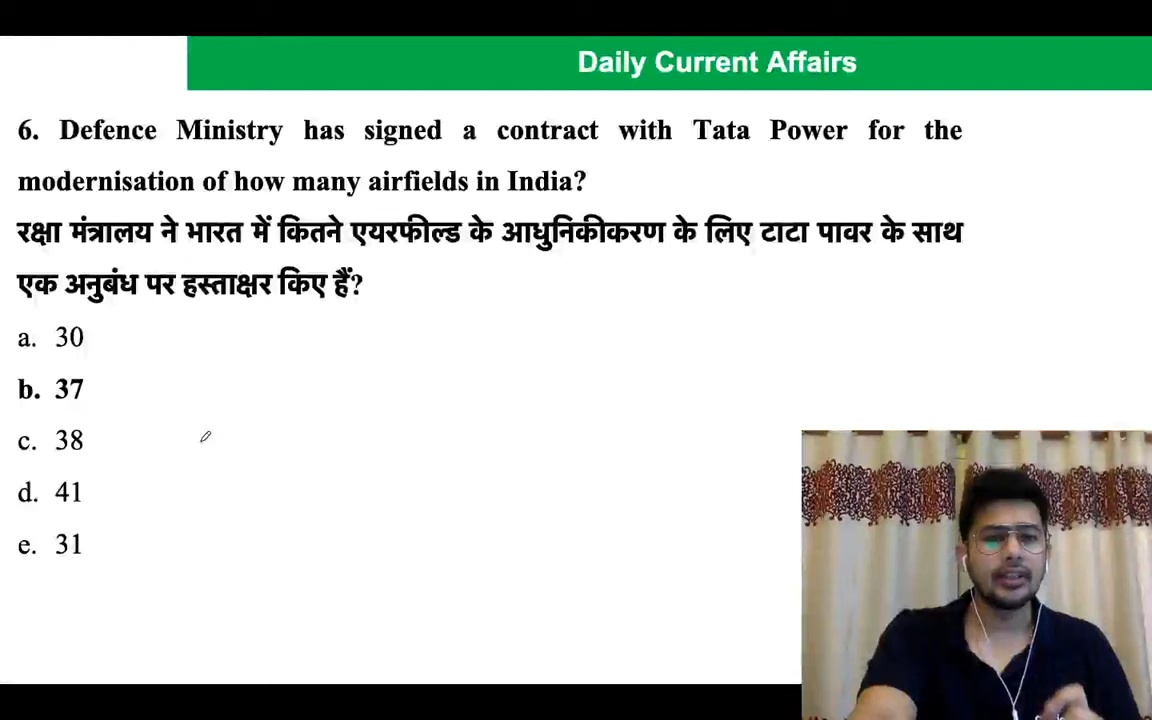 Daily Current Affairs
6. Defence Ministry has signed a contract with Tata Power for the
modernisation of how many airfields in India?
रक्षा मंत्रालय ने भारत में कितने एयरफील्ड के आधुनिकीकरण के लिए टाटा पावर के साथ
एक अनुबंध पर हस्ताक्षर किए हैं?
a. 30
b. 37
c. 38
d. 41
e. 31